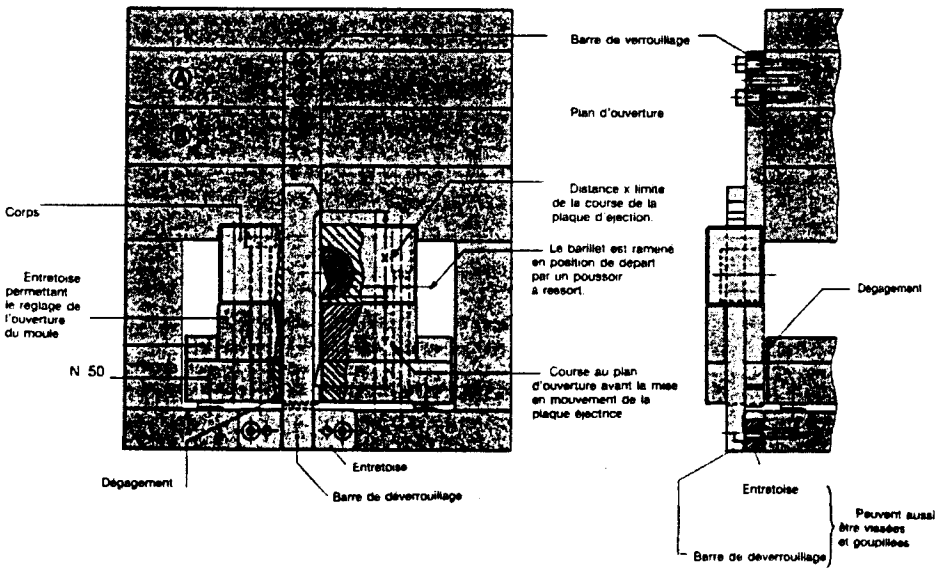 Barre de verrouillage
A
Plan d'ouverture
B
Distance x limite
de la course de la
plaque d'ejection.
Corps
x
Le barillet est ramené
en position de départ
par un poussoir
à ressort.
Entretoise
permettant
le reglage de
l'ouverture
du moule
Dégagement
N 50
Course au plan
d'ouverture avant la mise
en mouvement de la
plaque éjectrice
Entretoise
Dégagement
Barre de déverrouillage
Entretoise
Peuvent aussi
être vissées
et goupillées
Barre de déverrouillage